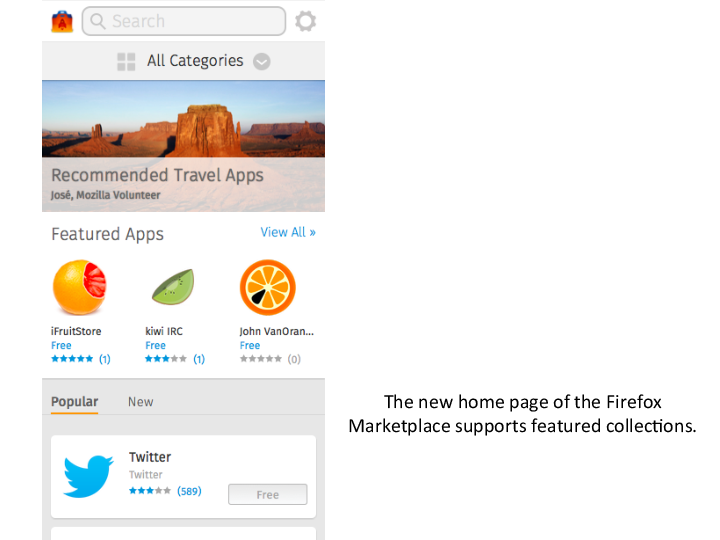 Search
All Categories
Recommended Travel Apps
José, Mozilla Volunteer
Featured Apps
View All »
iFruitStore
kiwi IRC
John VanOran...
Free
Free
Free
(1)
(1)
(0)
Popular
New
Twitter
Twitter
(589)
Free
The new home page of the Firefox
Marketplace supports featured collections.